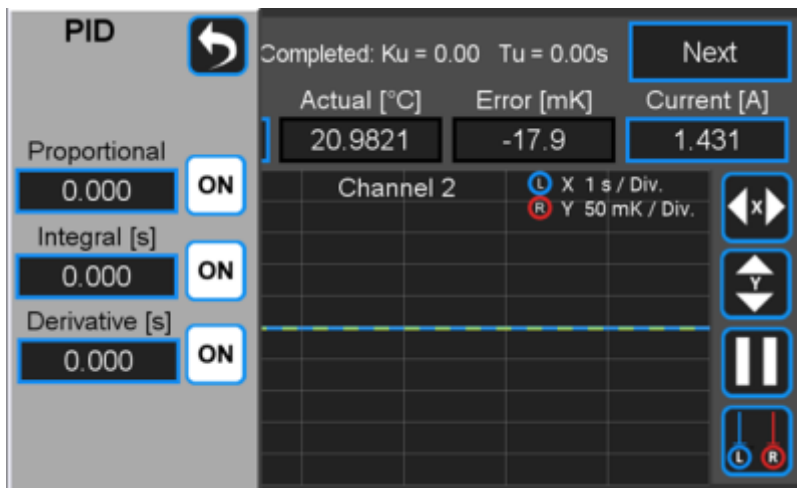 PID
Completed: Ku = 0.00 Tu = 0.00s
Next
Actual [°C]
Error [mK]
Current [A]
20.9821
-17.9
1.431
Proportional
0.000
ON
Integral [s]
0.000
ON
Derivative [s]
0.000
ON
Channel 2
L X 1 s / Div.
R Y 50 mK / Div.
X
Y
L R